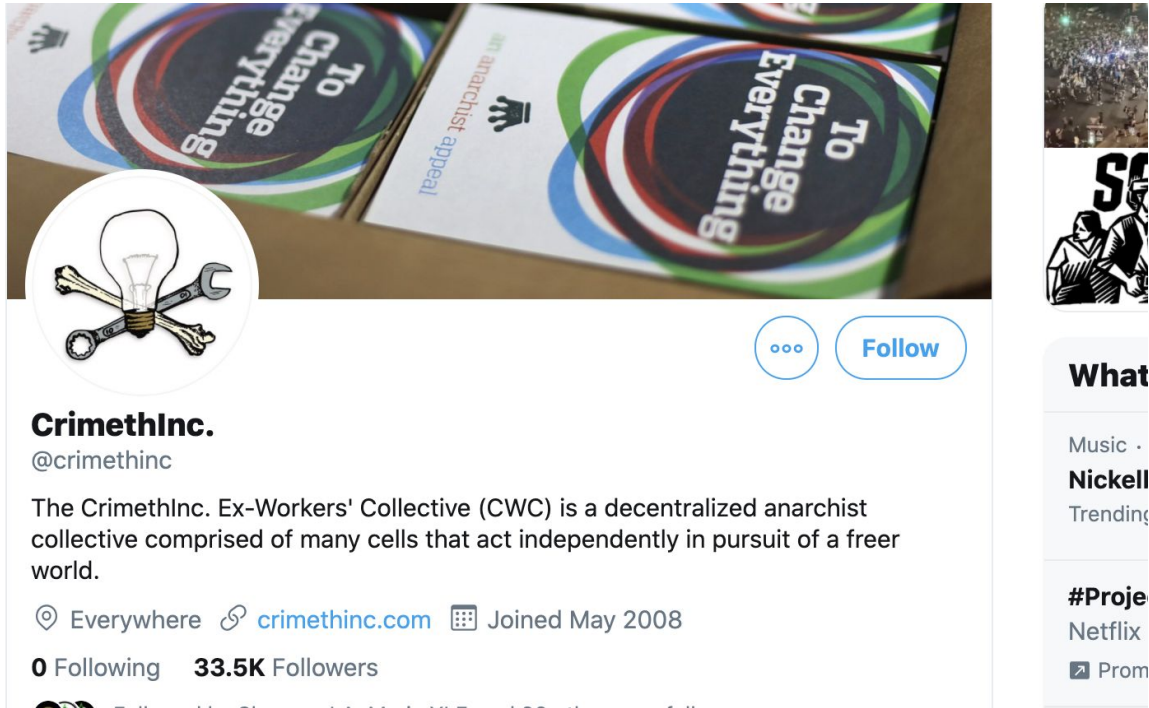 To
Change
Everything
an anarchist appeal
To
Change
Everything
Follow
CrimethInc.
@crimethinc
The CrimethInc. Ex-Workers' Collective (CWC) is a decentralized anarchist
collective comprised of many cells that act independently in pursuit of a freer
world.
Everywhere crimethinc.com Joined May 2008
0 Following 33.5K Followers
What
Music ·
Nickell
Trending
#Proje
Netflix
Prom